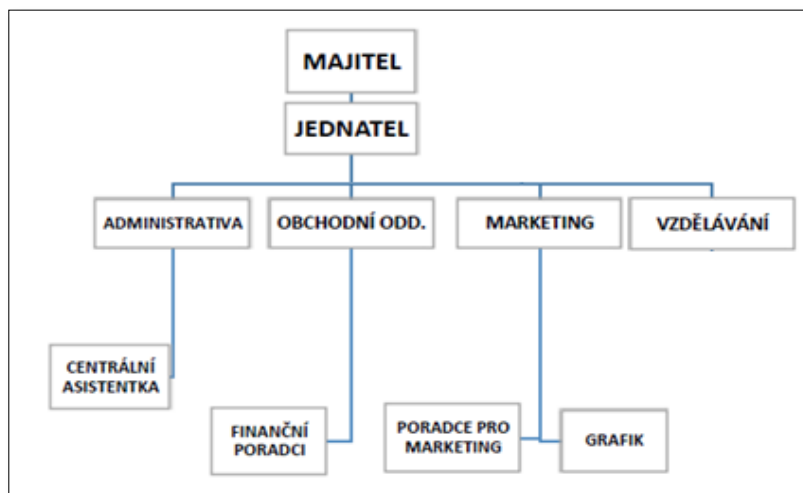 MAJITEL
JEDNATEL
ADMINISTRATIVA
OBCHODNÍ ODD.
MARKETING
VZDĚLÁVÁNÍ
CENTRÁLNÍ
ASISTENTKA
FINANČNÍ
PORADCI
PORADCE PRO
MARKETING
GRAFIK